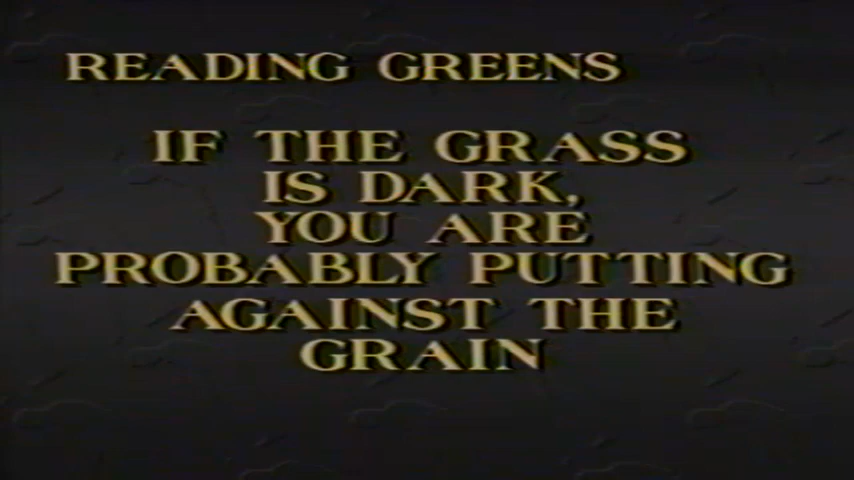 READING GREENS
IF THE GRASS
IS DARK,
YOU ARE
PROBABLY PUTTING
AGAINST THE
GRAIN